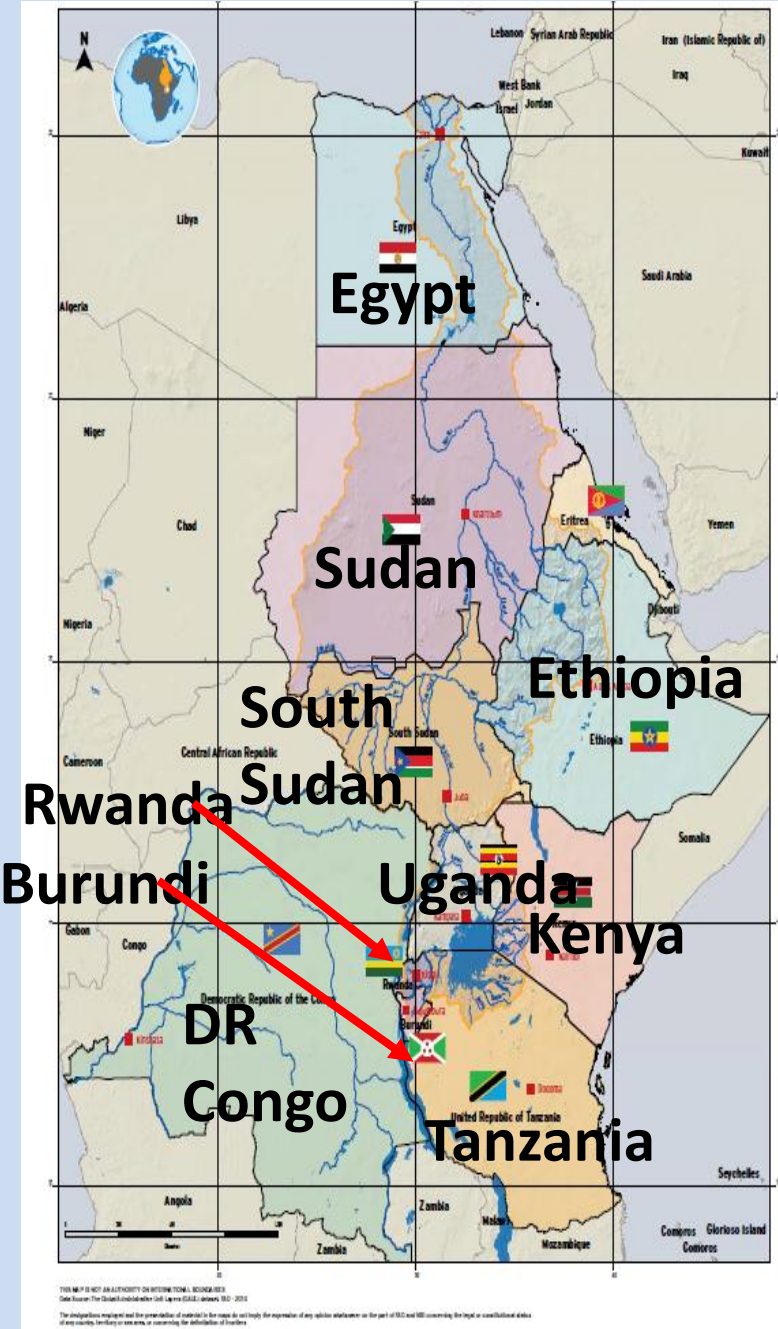 N
Lebanon
Syrian Arab Republic
Iran (Islamic Republic of)
Iraq
West Bank
Israel
Jordan
Kuwait
Libya
Egypt
Egypt
Saudi Arabia
Algeria
Niger
Sudan
Khartoum
Chad
Eritrea
Yemen
Sudan
Nigeria
Djibouti
Ethiopia
South
Sudan
South Sudan
Ethiopia
Central African Republic
Cameroon
Juba
Rwanda
Somalia
Burundi
Uganda
Kampala
Kenya
Gabon
Congo
Rwanda
Democratic Republic of the Congo
Burundi
DR
Congo
Kinshasa
Dodoma
United Republic of Tanzania
Tanzania
Seychelles
Angola
Zambia
Malawi
Mozambique
Zambia
Comoros
Glorioso Island
Comoros
THIS MAP IS NOT AN AUTHORITY ON INTERNATIONAL BOUNDARIES